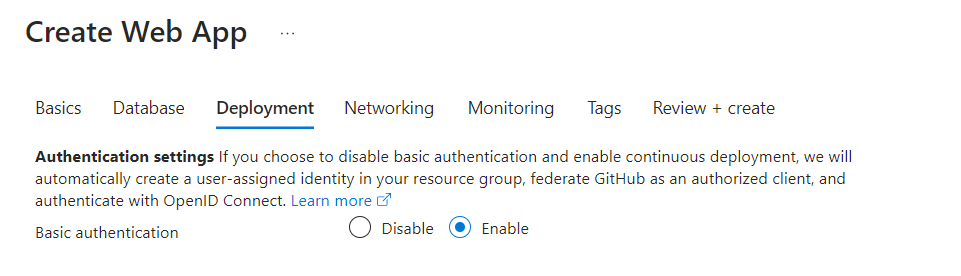 Create Web App ...
Basics Database Deployment Networking Monitoring Tags Review + create
Authentication settings If you choose to disable basic authentication and enable continuous deployment, we will
automatically create a user-assigned identity in your resource group, federate GitHub as an authorized client, and
authenticate with OpenID Connect. Learn more
Basic authentication Disable Enable